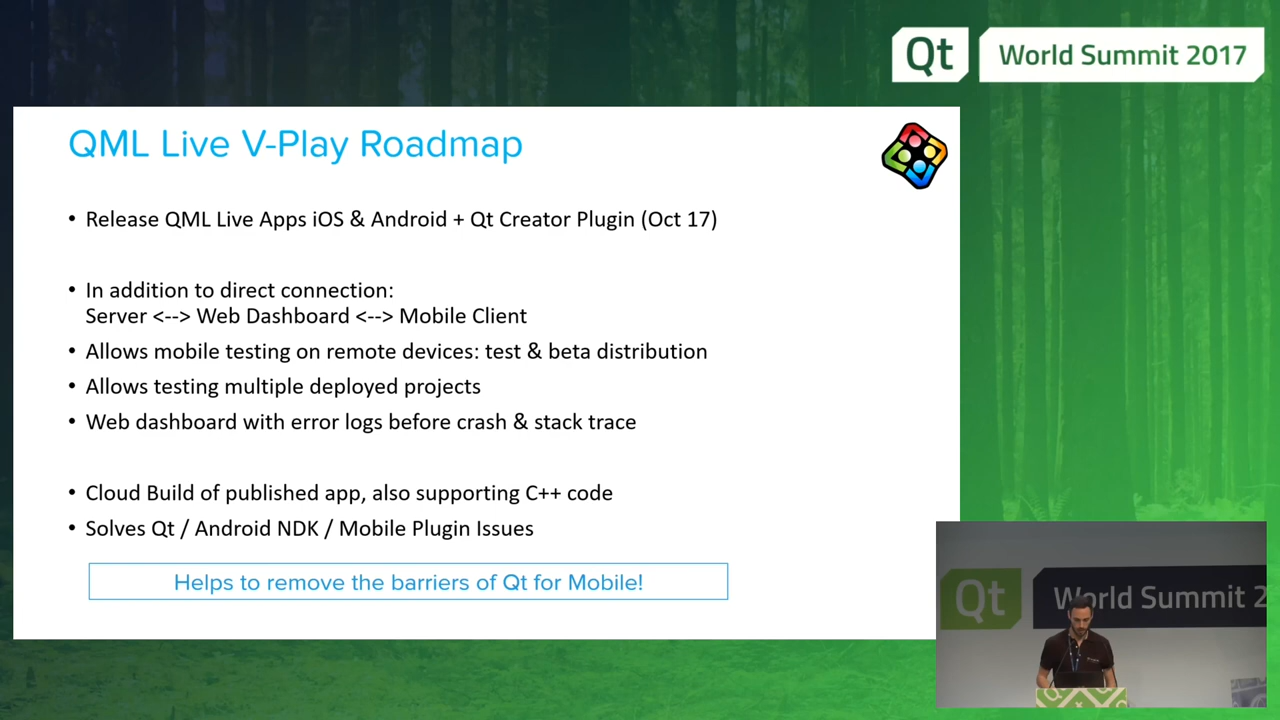 Qt World Summit 2017
QML Live V-Play Roadmap
• Release QML Live Apps iOS & Android + Qt Creator Plugin (Oct 17)
• In addition to direct connection:
Server <--> Web Dashboard <--> Mobile Client
• Allows mobile testing on remote devices: test & beta distribution
• Allows testing multiple deployed projects
• Web dashboard with error logs before crash & stack trace
• Cloud Build of published app, also supporting C++ code
• Solves Qt / Android NDK / Mobile Plugin Issues
Helps to remove the barriers of Qt for Mobile!
Qt World Summit 2